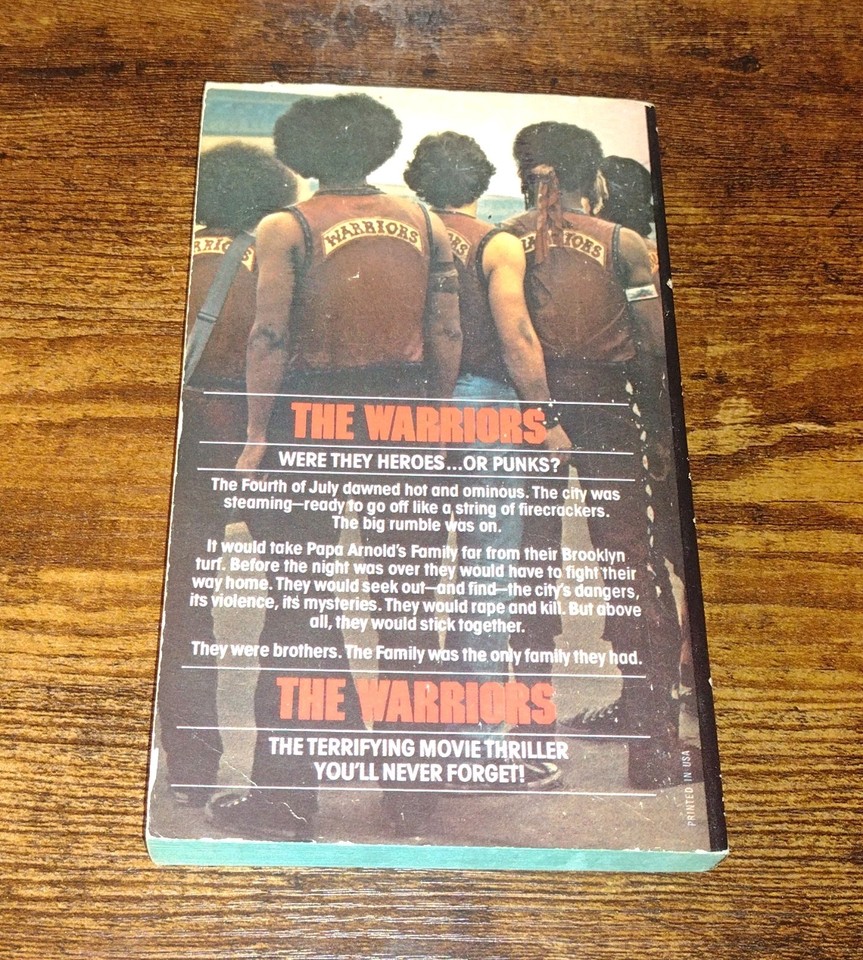 WARRIORS
THE WARRIORS
WERE THEY HEROES...OR PUNKS?
The Fourth of July dawned hot and ominous. The city was
steaming—ready to go off like a string of firecrackers.
The big rumble was on.
It would take Papa Arnold's Family far from their Brooklyn
turf. Before the night was over they would have to fight their
way home. They would seek out—and find—the city's dangers,
its violence, its mysteries. They would rape and kill. But above
all, they would stick together.
They were brothers. The Family was the only family they had.
THE WARRIORS
THE TERRIFYING MOVIE THRILLER
YOU'LL NEVER FORGET!
PRINTED IN USA